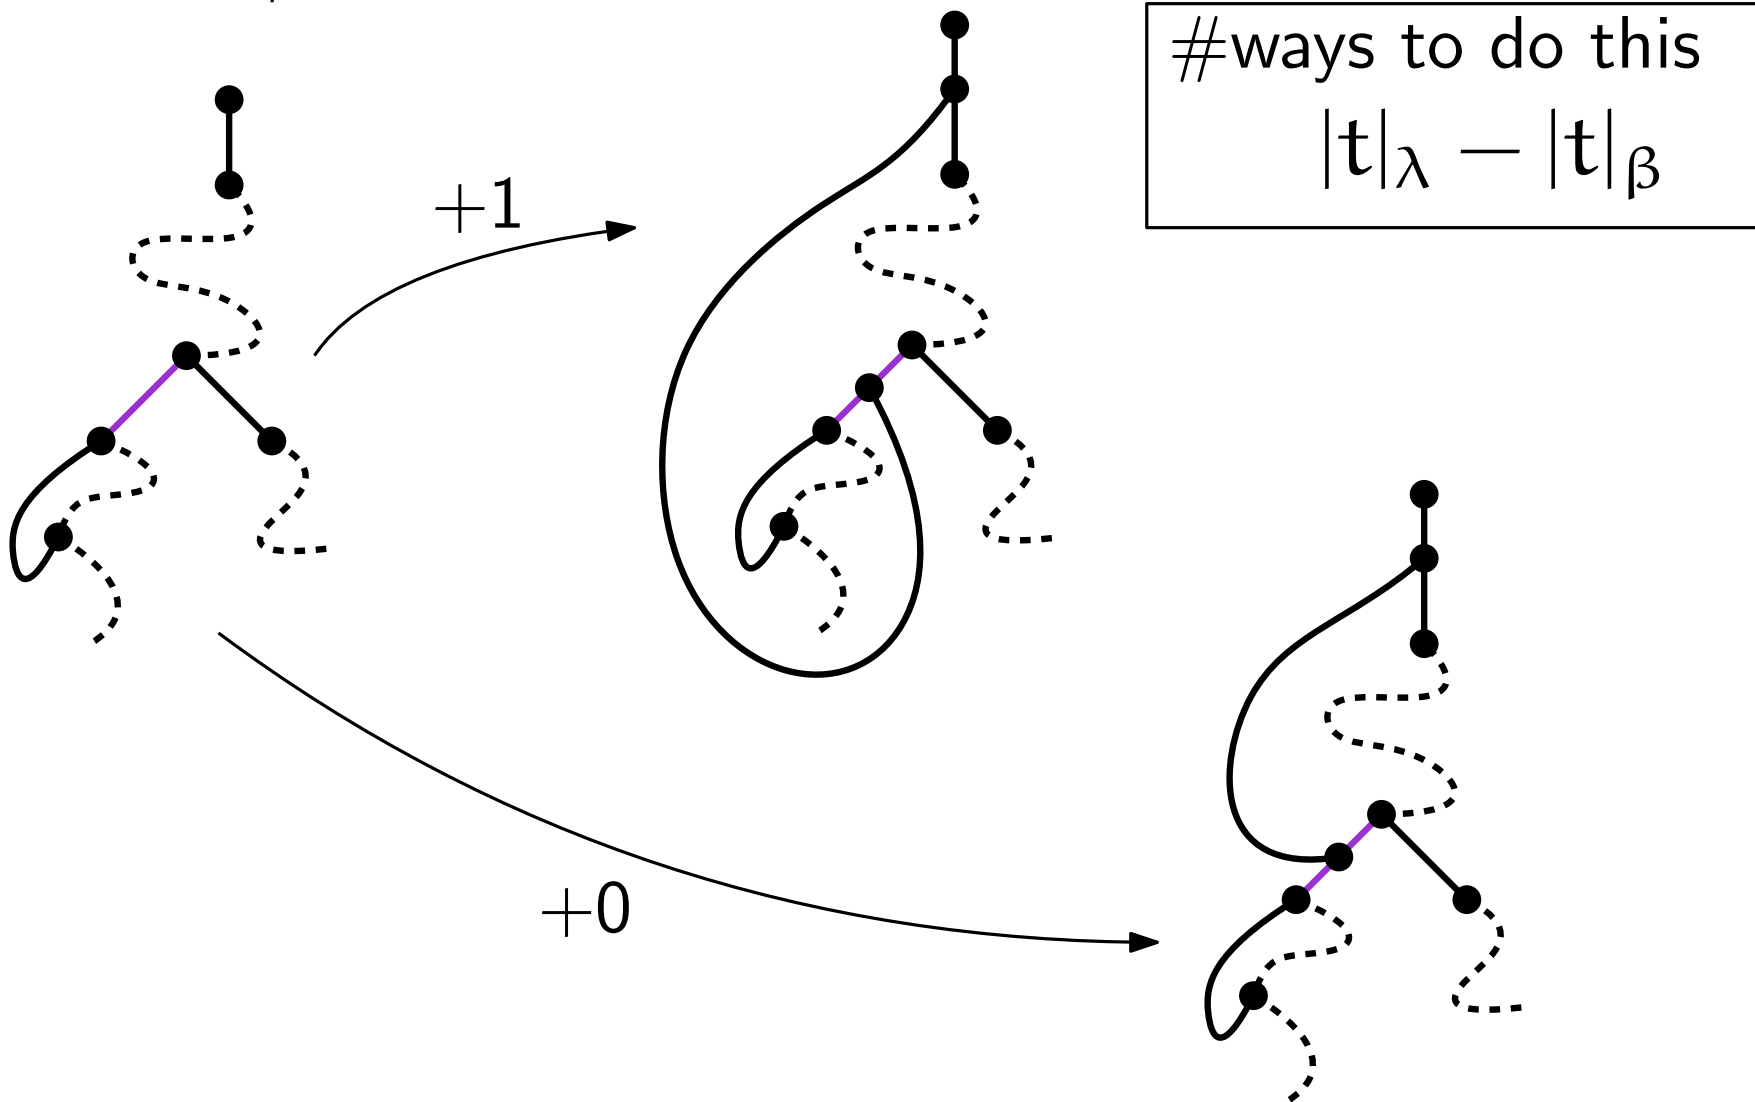 #ways to do this
|t|λ − |t|β
+1
+0